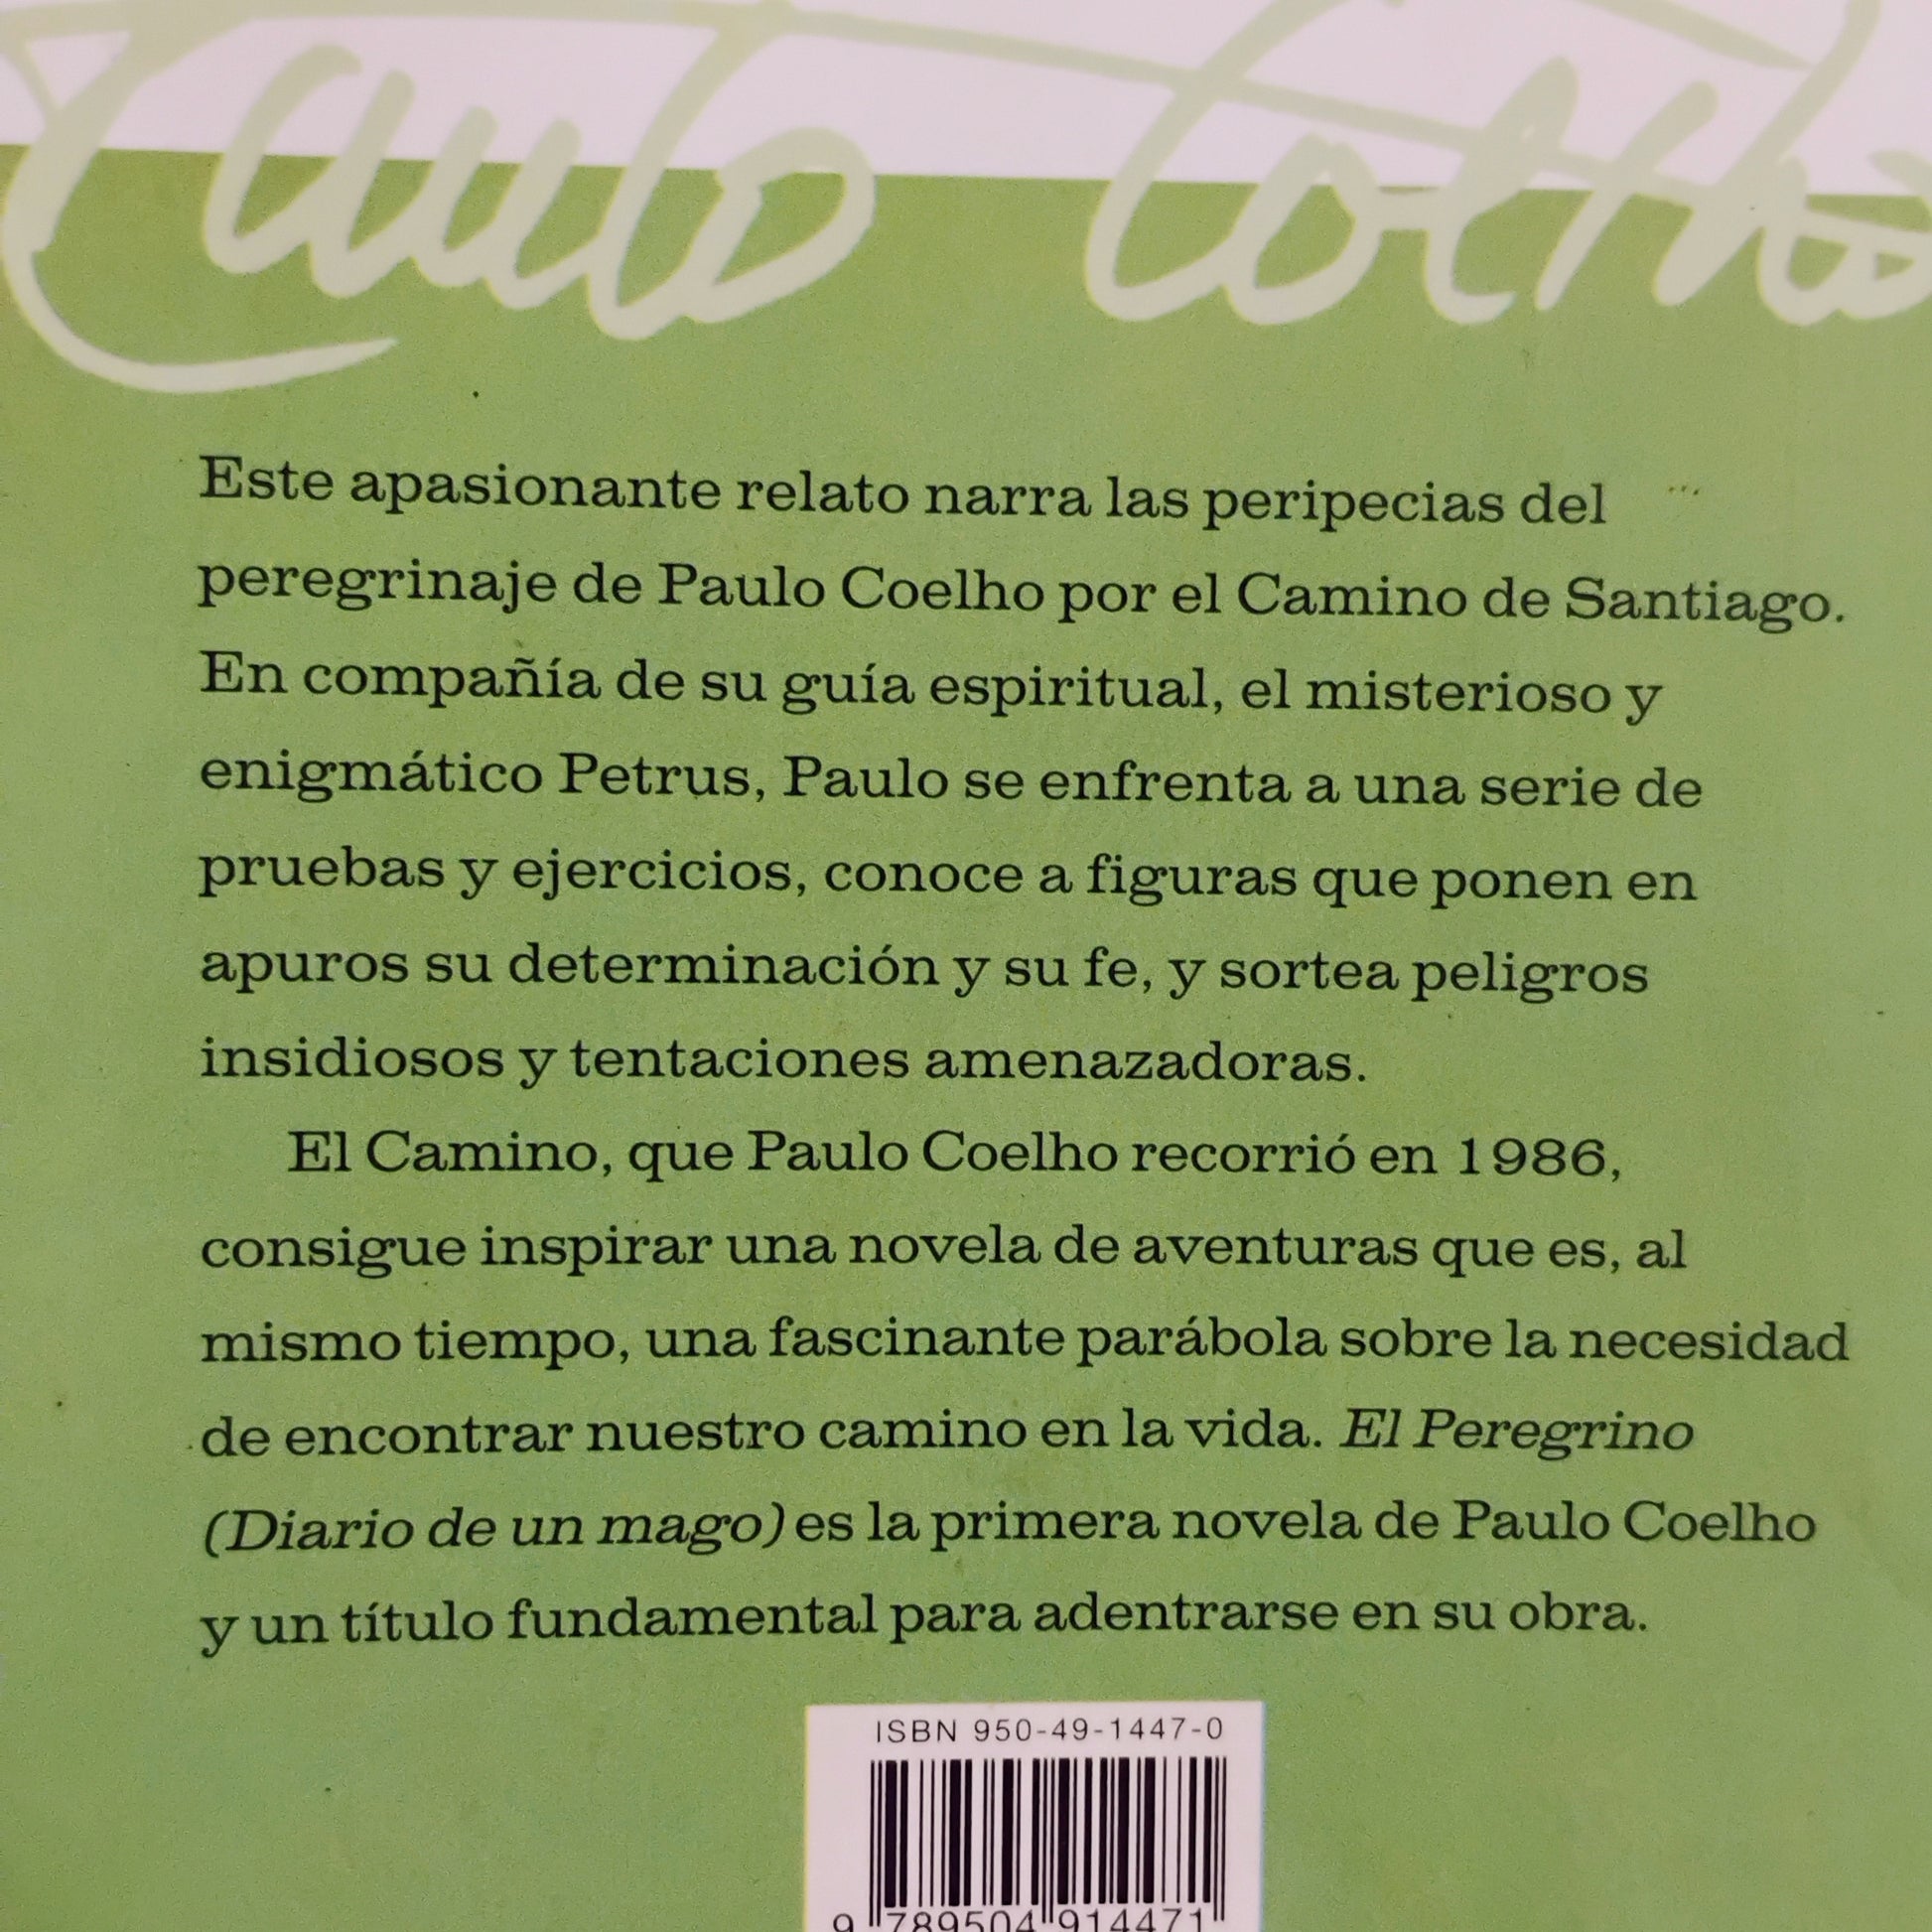 Paulo Coelho
Este apasionante relato narra las peripecias del
peregrinaje de Paulo Coelho por el Camino de Santiago.
En compañía de su guía espiritual, el misterioso y
enigmático Petrus, Paulo se enfrenta a una serie de
pruebas y ejercicios, conoce a figuras que ponen en
apuros su determinación y su fe, y sortea peligros
insidiosos y tentaciones amenazadoras.
El Camino, que Paulo Coelho recorrió en 1986,
consigue inspirar una novela de aventuras que es, al
mismo tiempo, una fascinante parábola sobre la necesidad
de encontrar nuestro camino en la vida. El Peregrino
(Diario de un mago) es la primera novela de Paulo Coelho
y un título fundamental para adentrarse en su obra.
ISBN 950-49-1447-0
9 789504 914471